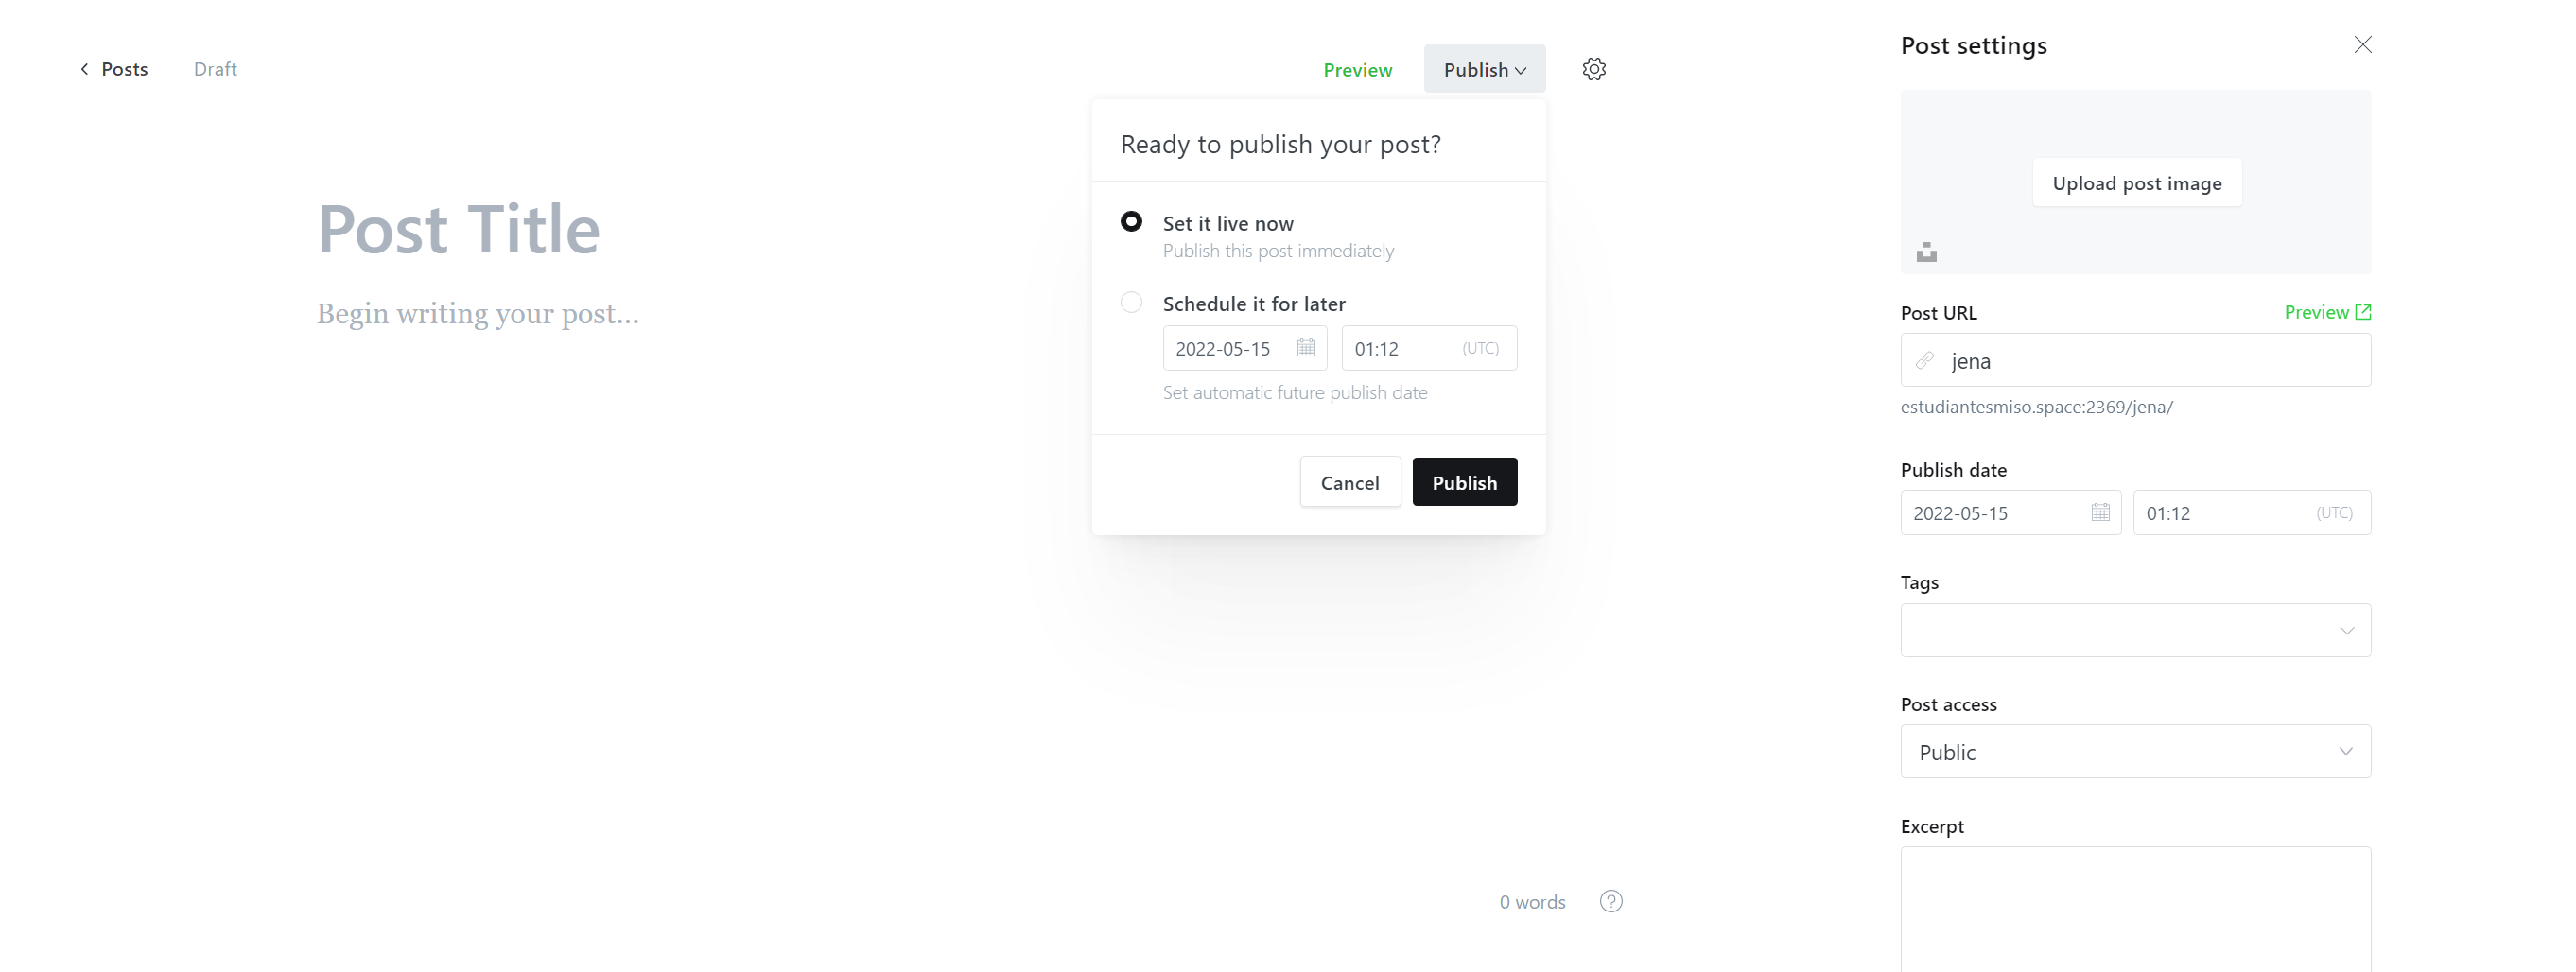 Posts
Draft
Preview
Publish
Ready to publish your post?
Set it live now
Publish this post immediately
Schedule it for later
2022-05-15
01:12
(UTC)
Set automatic future publish date
Cancel
Publish
Post Title
Begin writing your post...
0 words
?
Post settings
Upload post image
Post URL
Preview
jena
estudiantesmiso.space:2369/jena/
Publish date
2022-05-15
01:12
(UTC)
Tags
Post access
Public
Excerpt